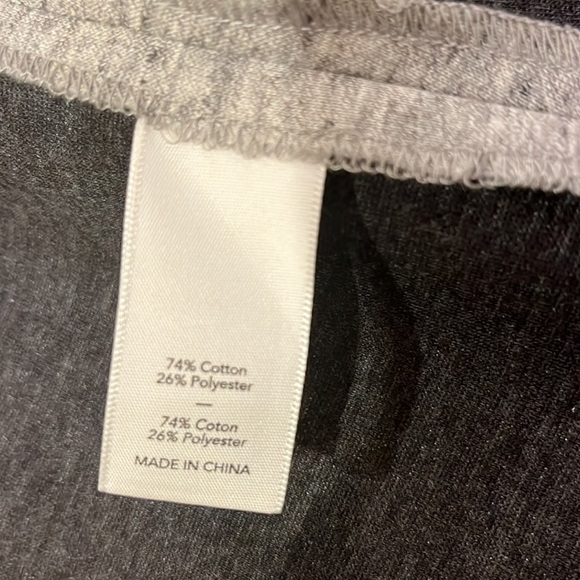 74% Cotton
26% Polyester
—
74% Coton
26% Polyester
MADE IN CHINA